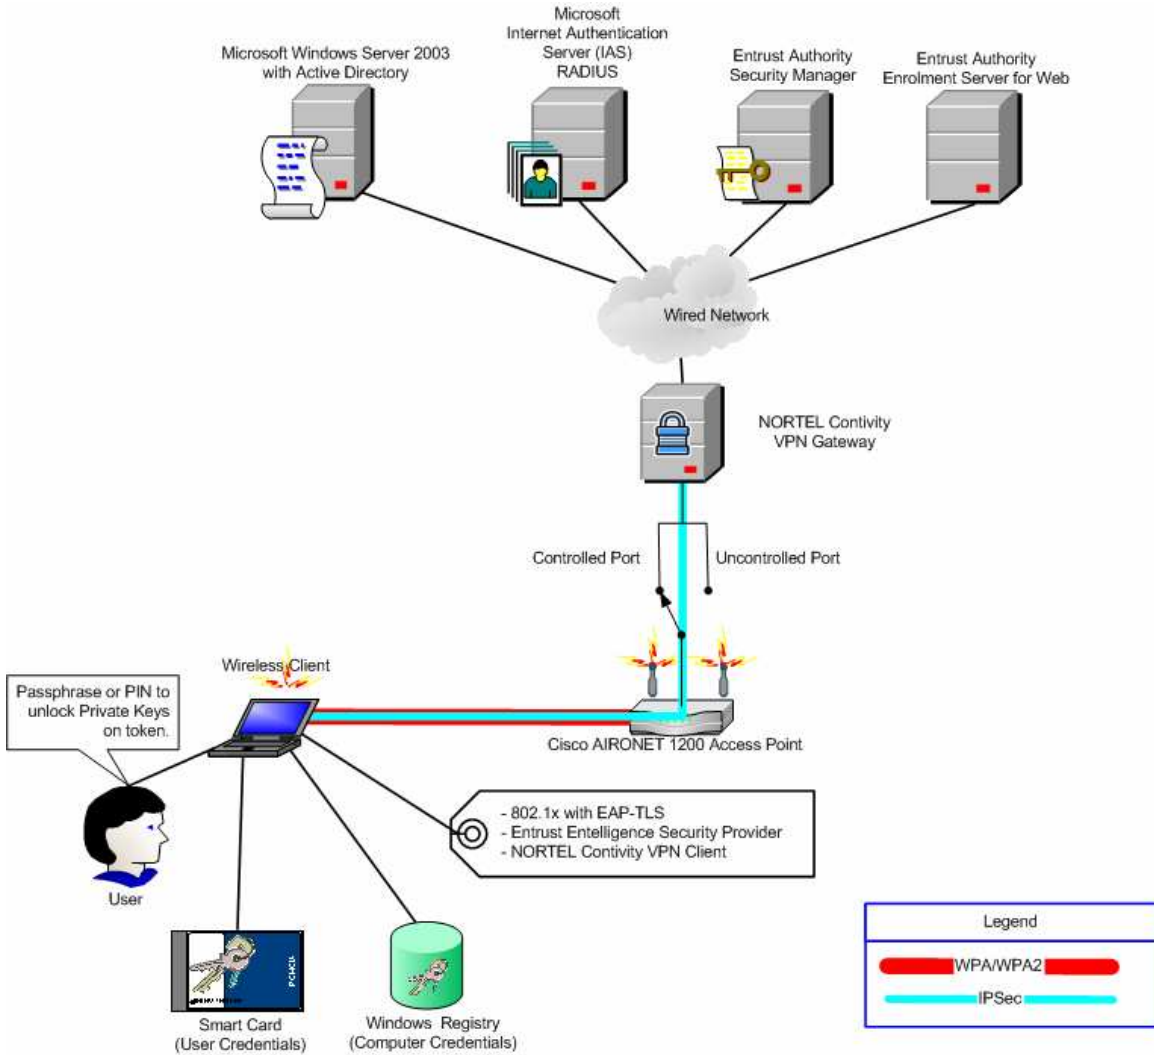 Microsoft Windows Server 2003
with Active Directory
Microsoft
Internet Authentication
Server (IAS)
RADIUS
Entrust Authority
Security Manager
Entrust Authority
Enrolment Server for Web
Wired Network
NORTEL Contivity
VPN Gateway
Controlled Port
Uncontrolled Port
Wireless Client
Passphrase or PIN to
unlock Private Keys
on token.
Cisco AIRONET 1200 Access Point
- 802.1x with EAP-TLS
- Entrust Entelligence Security Provider
- NORTEL Contivity VPN Client
User
PCMCIA
Smart Card
(User Credentials)
Windows Registry
(Computer Credentials)
Legend
WPA/WPA2
IPSec